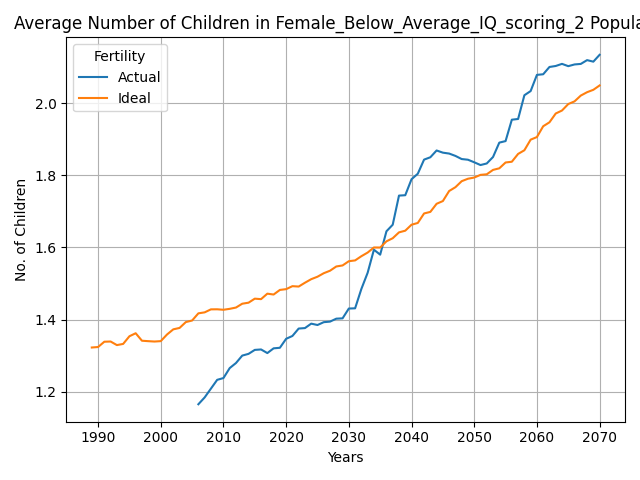 Average Number of Children in Female_Below_Average_IQ_scoring_2 Popula
Fertility
Actual
Ideal
No. of Children
2.0
1.8
1.6
1.4
1.2
1990 2000 2010 2020 2030 2040 2050 2060 2070
Years